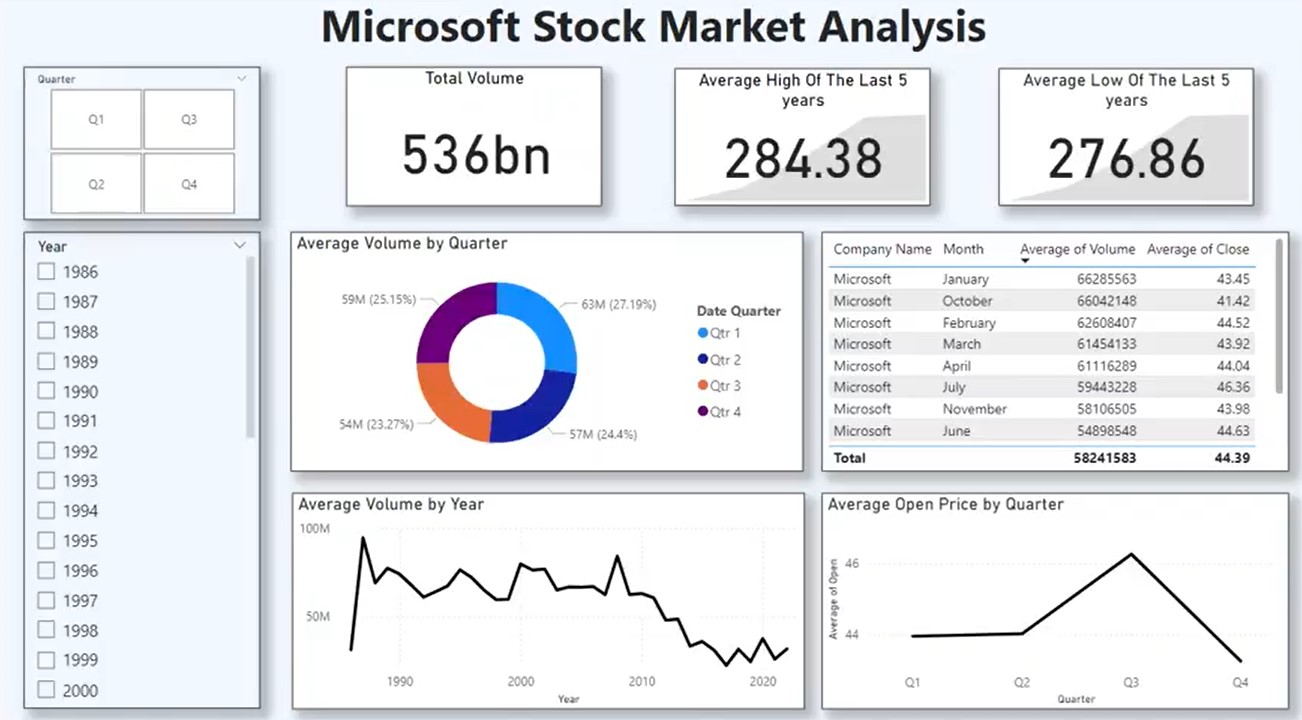 Microsoft Stock Market Analysis
Quarter
Q1 Q3
Q2 Q4
Total Volume
536bn
Average High Of The Last 5
years
284.38
Average Low Of The Last 5
years
276.86
Year
1986
1987
1988
1989
1990
1991
1992
1993
1994
1995
1996
1997
1998
1999
2000
Average Volume by Quarter
59M (25.15%)
63M (27.19%)
54M (23.27%)
57M (24.4%)
Date Quarter
Qtr 1
Qtr 2
Qtr 3
Qtr 4
Company Name Month Average of Volume Average of Close
Microsoft January 66285563 43.45
Microsoft October 66042148 41.42
Microsoft February 62608407 44.52
Microsoft March 61454133 43.92
Microsoft April 61116289 44.04
Microsoft July 59443228 46.36
Microsoft November 58106505 43.98
Microsoft June 54898548 44.63
Total 58241583 44.39
Average Volume by Year
100M
50M
1990 2000 2010 2020
Year
Average Open Price by Quarter
Average of Open
46
44
Q1 Q2 Q3 Q4
Quarter